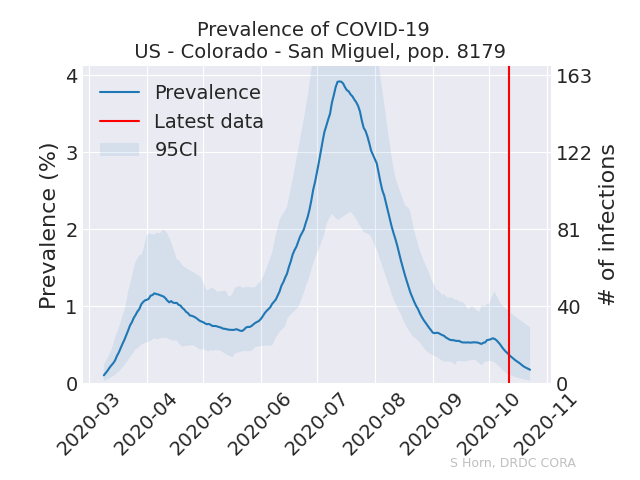 Prevalence of COVID-19
US - Colorado - San Miguel, pop. 8179
Prevalence (%)
4
3
2
1
0
Prevalence
Latest data
95CI
163
122
81
40
0
# of infections
2020-03
2020-04
2020-05
2020-06
2020-07
2020-08
2020-09
2020-10
2020-11
S Horn, DRDC CORA